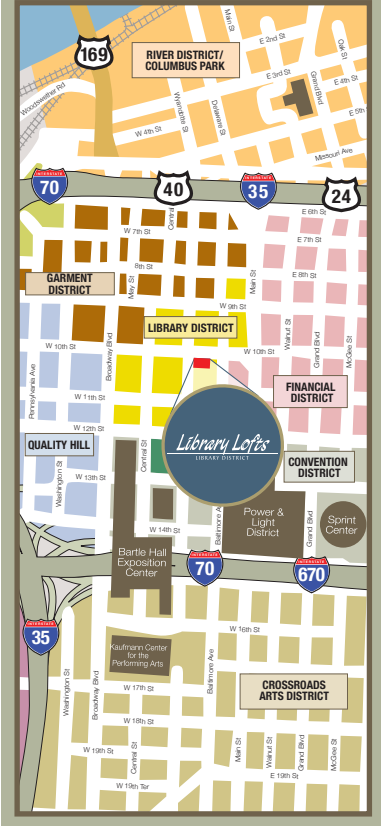 Main St
E 2nd St
Oak St
169
RIVER DISTRICT/
COLUMBUS PARK
E 3rd St
Grand Blvd
E 4th St
Woodswether Rd
Wyandotte St
Delaware St
E 5th St
W 4th St
Missouri Ave
INTERSTATE
70
40
INTERSTATE
35
24
Central
E 6th St
W 7th St
E 7th St
8th St
E 8th St
GARMENT
DISTRICT
May St
Main St
W 9th St
LIBRARY DISTRICT
Walnut St
Grand Blvd
McGee St
W 10th St
Broadway Blvd
W 10th St
Pennsylvania Ave
FINANCIAL
DISTRICT
W 11th St
W 12th St
QUALITY HILL
Central St
Library Lofts
LIBRARY DISTRICT
CONVENTION
DISTRICT
Washington St
W 13th St
Baltimore A
Power &
Light
District
Grand Blvd
Sprint
Center
W 14th St
Bartle Hall
Exposition
Center
INTERSTATE
70
INTERSTATE
670
INTERSTATE
35
W 16th St
Kaufmann Center
for the
Performing Arts
Baltimore Ave
Washington St
Broadway Blvd
W 17th St
CROSSROADS
ARTS DISTRICT
W 18th St
W 19th St
Central St
Main St
Walnut St
Grand Blvd
McGee St
E 19th St
W 19th Ter